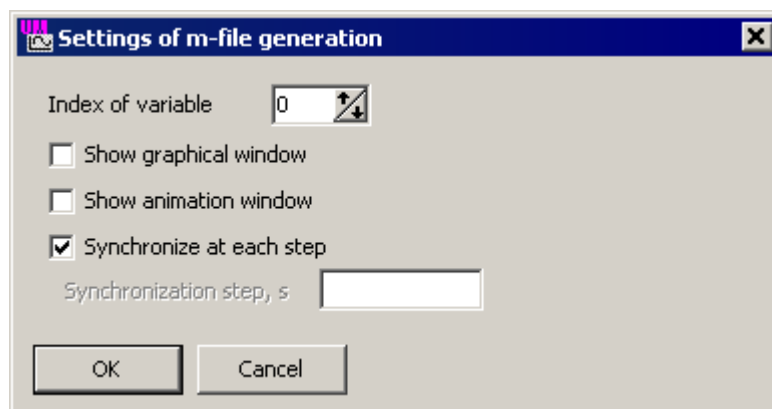 Settings of m-file generation
Index of variable 0
Show graphical window
Show animation window
Synchronize at each step
Synchronization step, s
OK Cancel